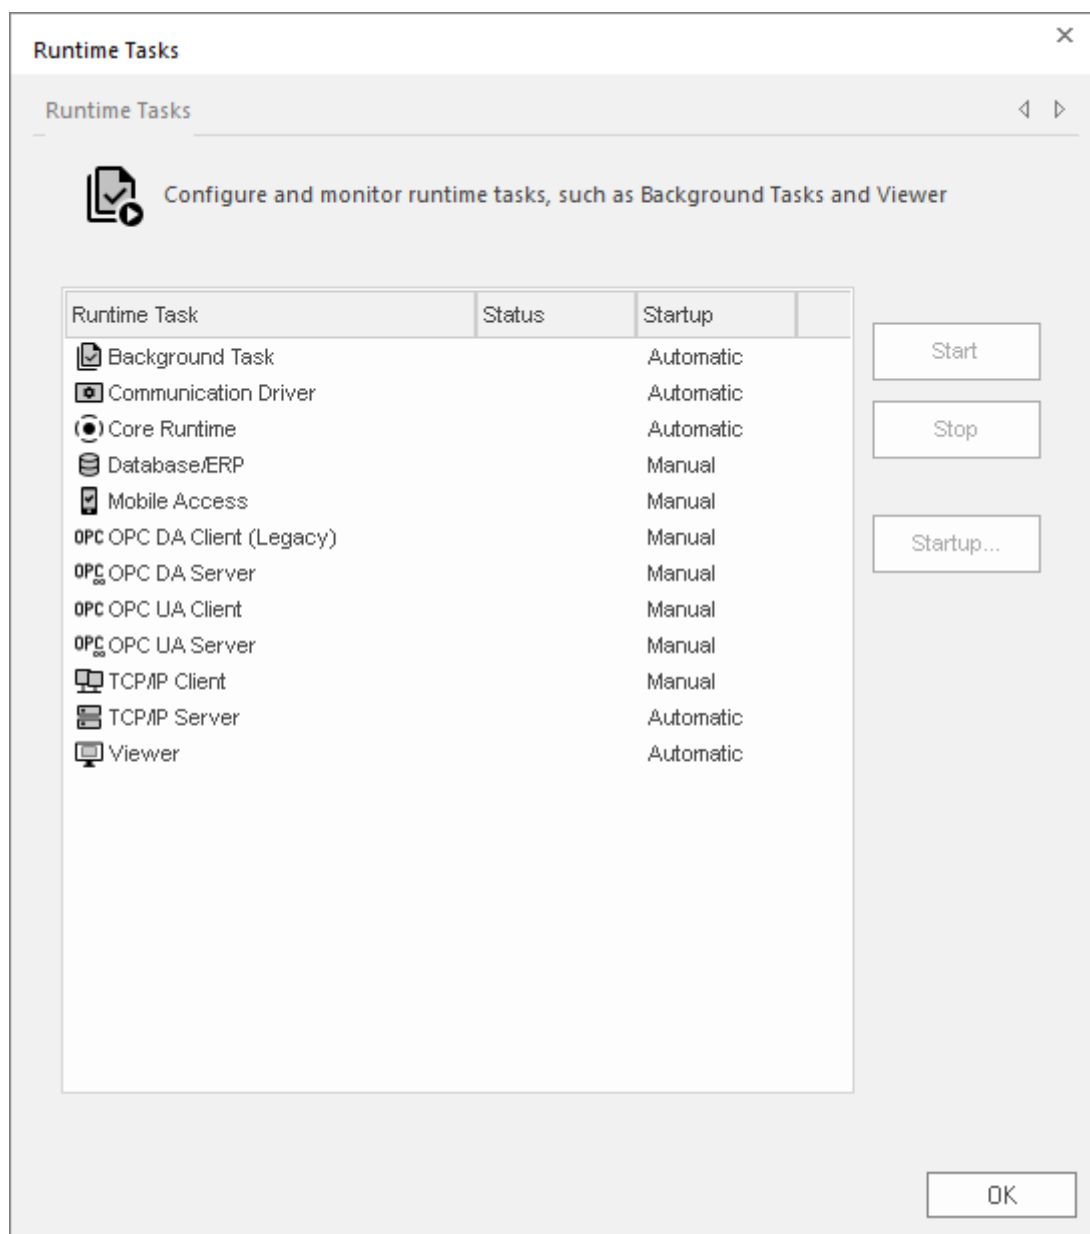 Runtime Tasks
Runtime Tasks
Configure and monitor runtime tasks, such as Background Tasks and Viewer
Runtime Task Status Startup
Background Task Automatic
Communication Driver Automatic
Core Runtime Automatic
Database/ERP Manual
Mobile Access Manual
OPC OPC DA Client (Legacy) Manual
OPC OPC DA Server Manual
OPC OPC UA Client Manual
OPC OPC UA Server Manual
TCP/IP Client Manual
TCP/IP Server Automatic
Viewer Automatic
Start
Stop
Startup...
OK